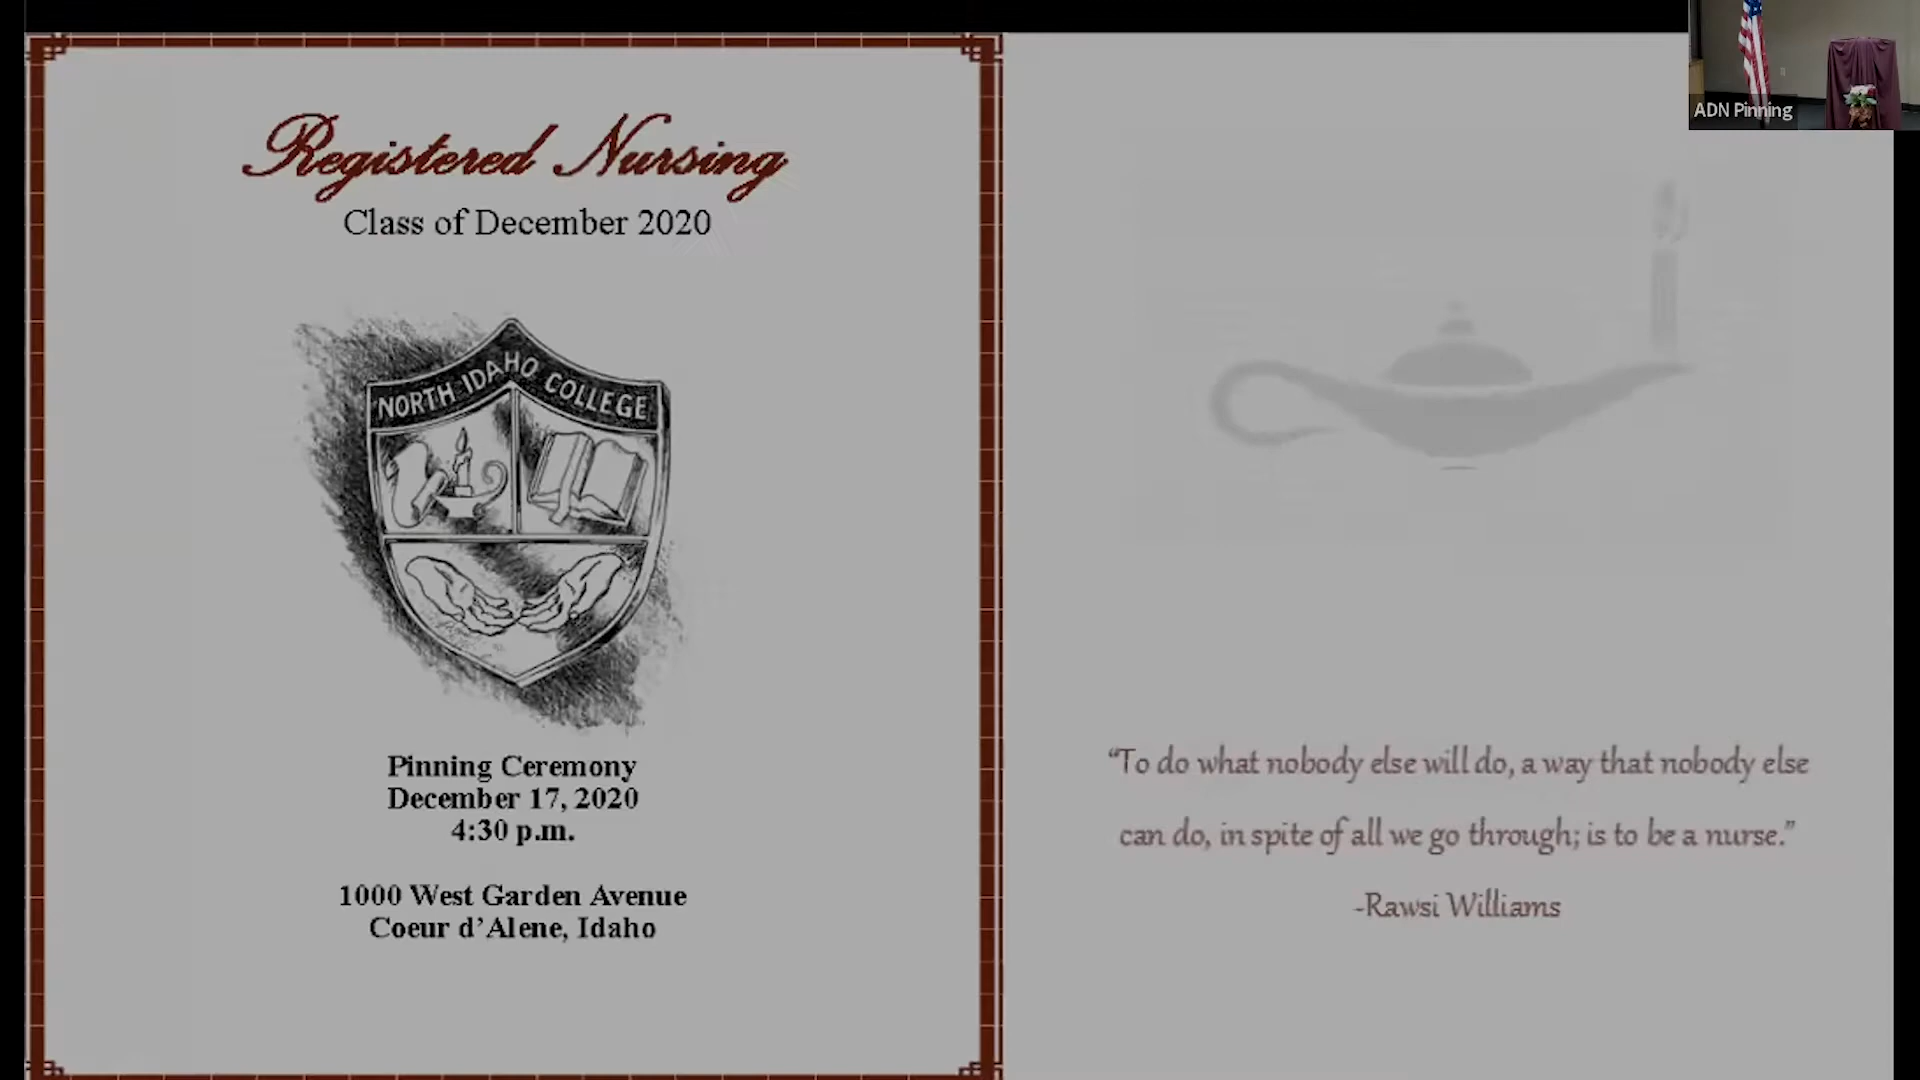 Registered Nursing
Class of December 2020
NORTH IDAHO COLLEGE
Pinning Ceremony
December 17, 2020
4:30 p.m.
1000 West Garden Avenue
Coeur d’Alene, Idaho
ADN Pinning
“To do what nobody else will do, a way that nobody else
can do, in spite of all we go through; is to be a nurse.”
-Rawsi Williams